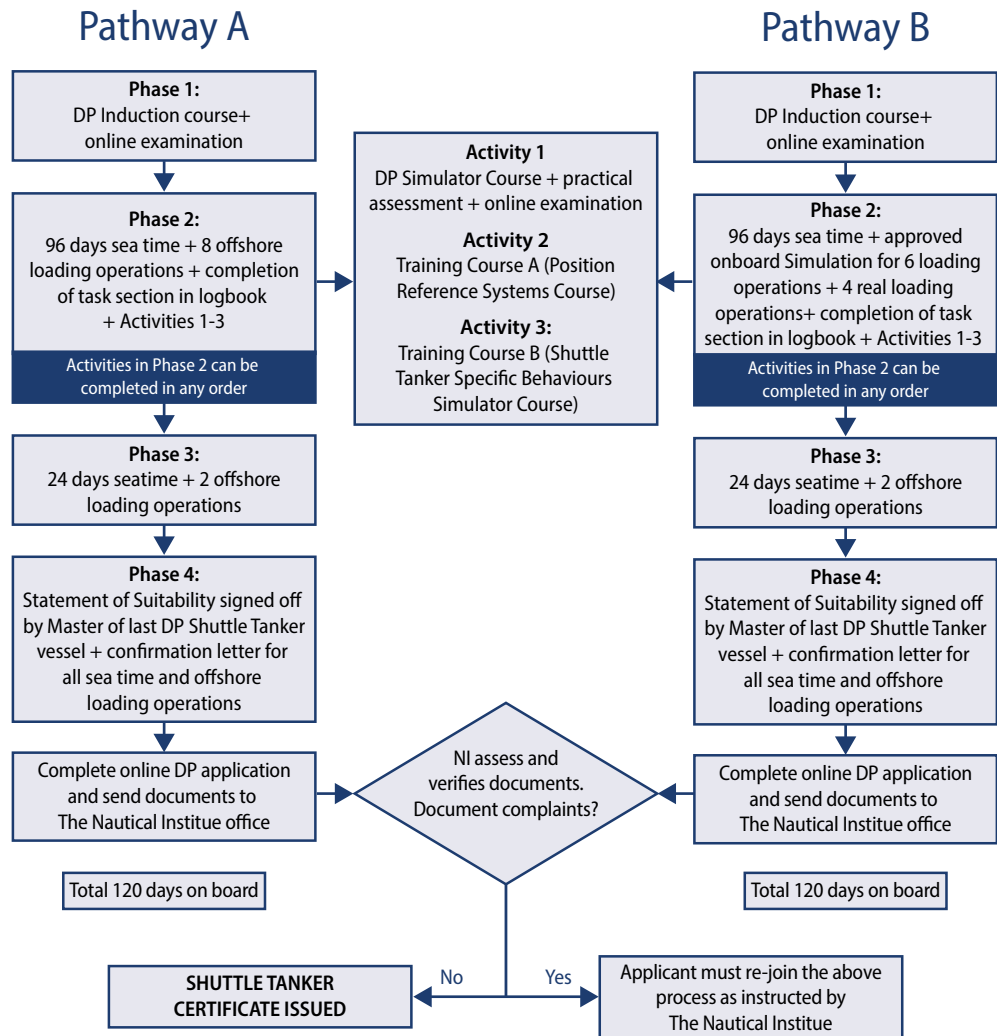 Pathway A
Phase 1:
DP Induction course+
online examination
Phase 2:
96 days sea time + 8 offshore
loading operations + completion
of task section in logbook
+ Activities 1-3
Activities in Phase 2 can be
completed in any order
Phase 3:
24 days seatime + 2 offshore
loading operations
Phase 4:
Statement of Suitability signed off
by Master of last DP Shuttle Tanker
vessel + confirmation letter for
all sea time and offshore
loading operations
Complete online DP application
and send documents to
The Nautical Institue office
Total 120 days on board
Activity 1
DP Simulator Course + practical
assessment + online examination
Activity 2
Training Course A (Position
Reference Systems Course)
Activity 3:
Training Course B (Shuttle
Tanker Specific Behaviours
Simulator Course)
Pathway B
Phase 1:
DP Induction course+
online examination
Phase 2:
96 days sea time + approved
onboard Simulation for 6 loading
operations + 4 real loading
operations+ completion of task
section in logbook + Activities 1-3
Activities in Phase 2 can be
completed in any order
Phase 3:
24 days seatime + 2 offshore
loading operations
Phase 4:
Statement of Suitability signed off
by Master of last DP Shuttle Tanker
vessel + confirmation letter for
all sea time and offshore
loading operations
Complete online DP application
and send documents to
The Nautical Institue office
Total 120 days on board
NI assess and
verifies documents.
Document complaints?
No
Yes
SHUTTLE TANKER
CERTIFICATE ISSUED
Applicant must re-join the above
process as instructed by
The Nautical Institue